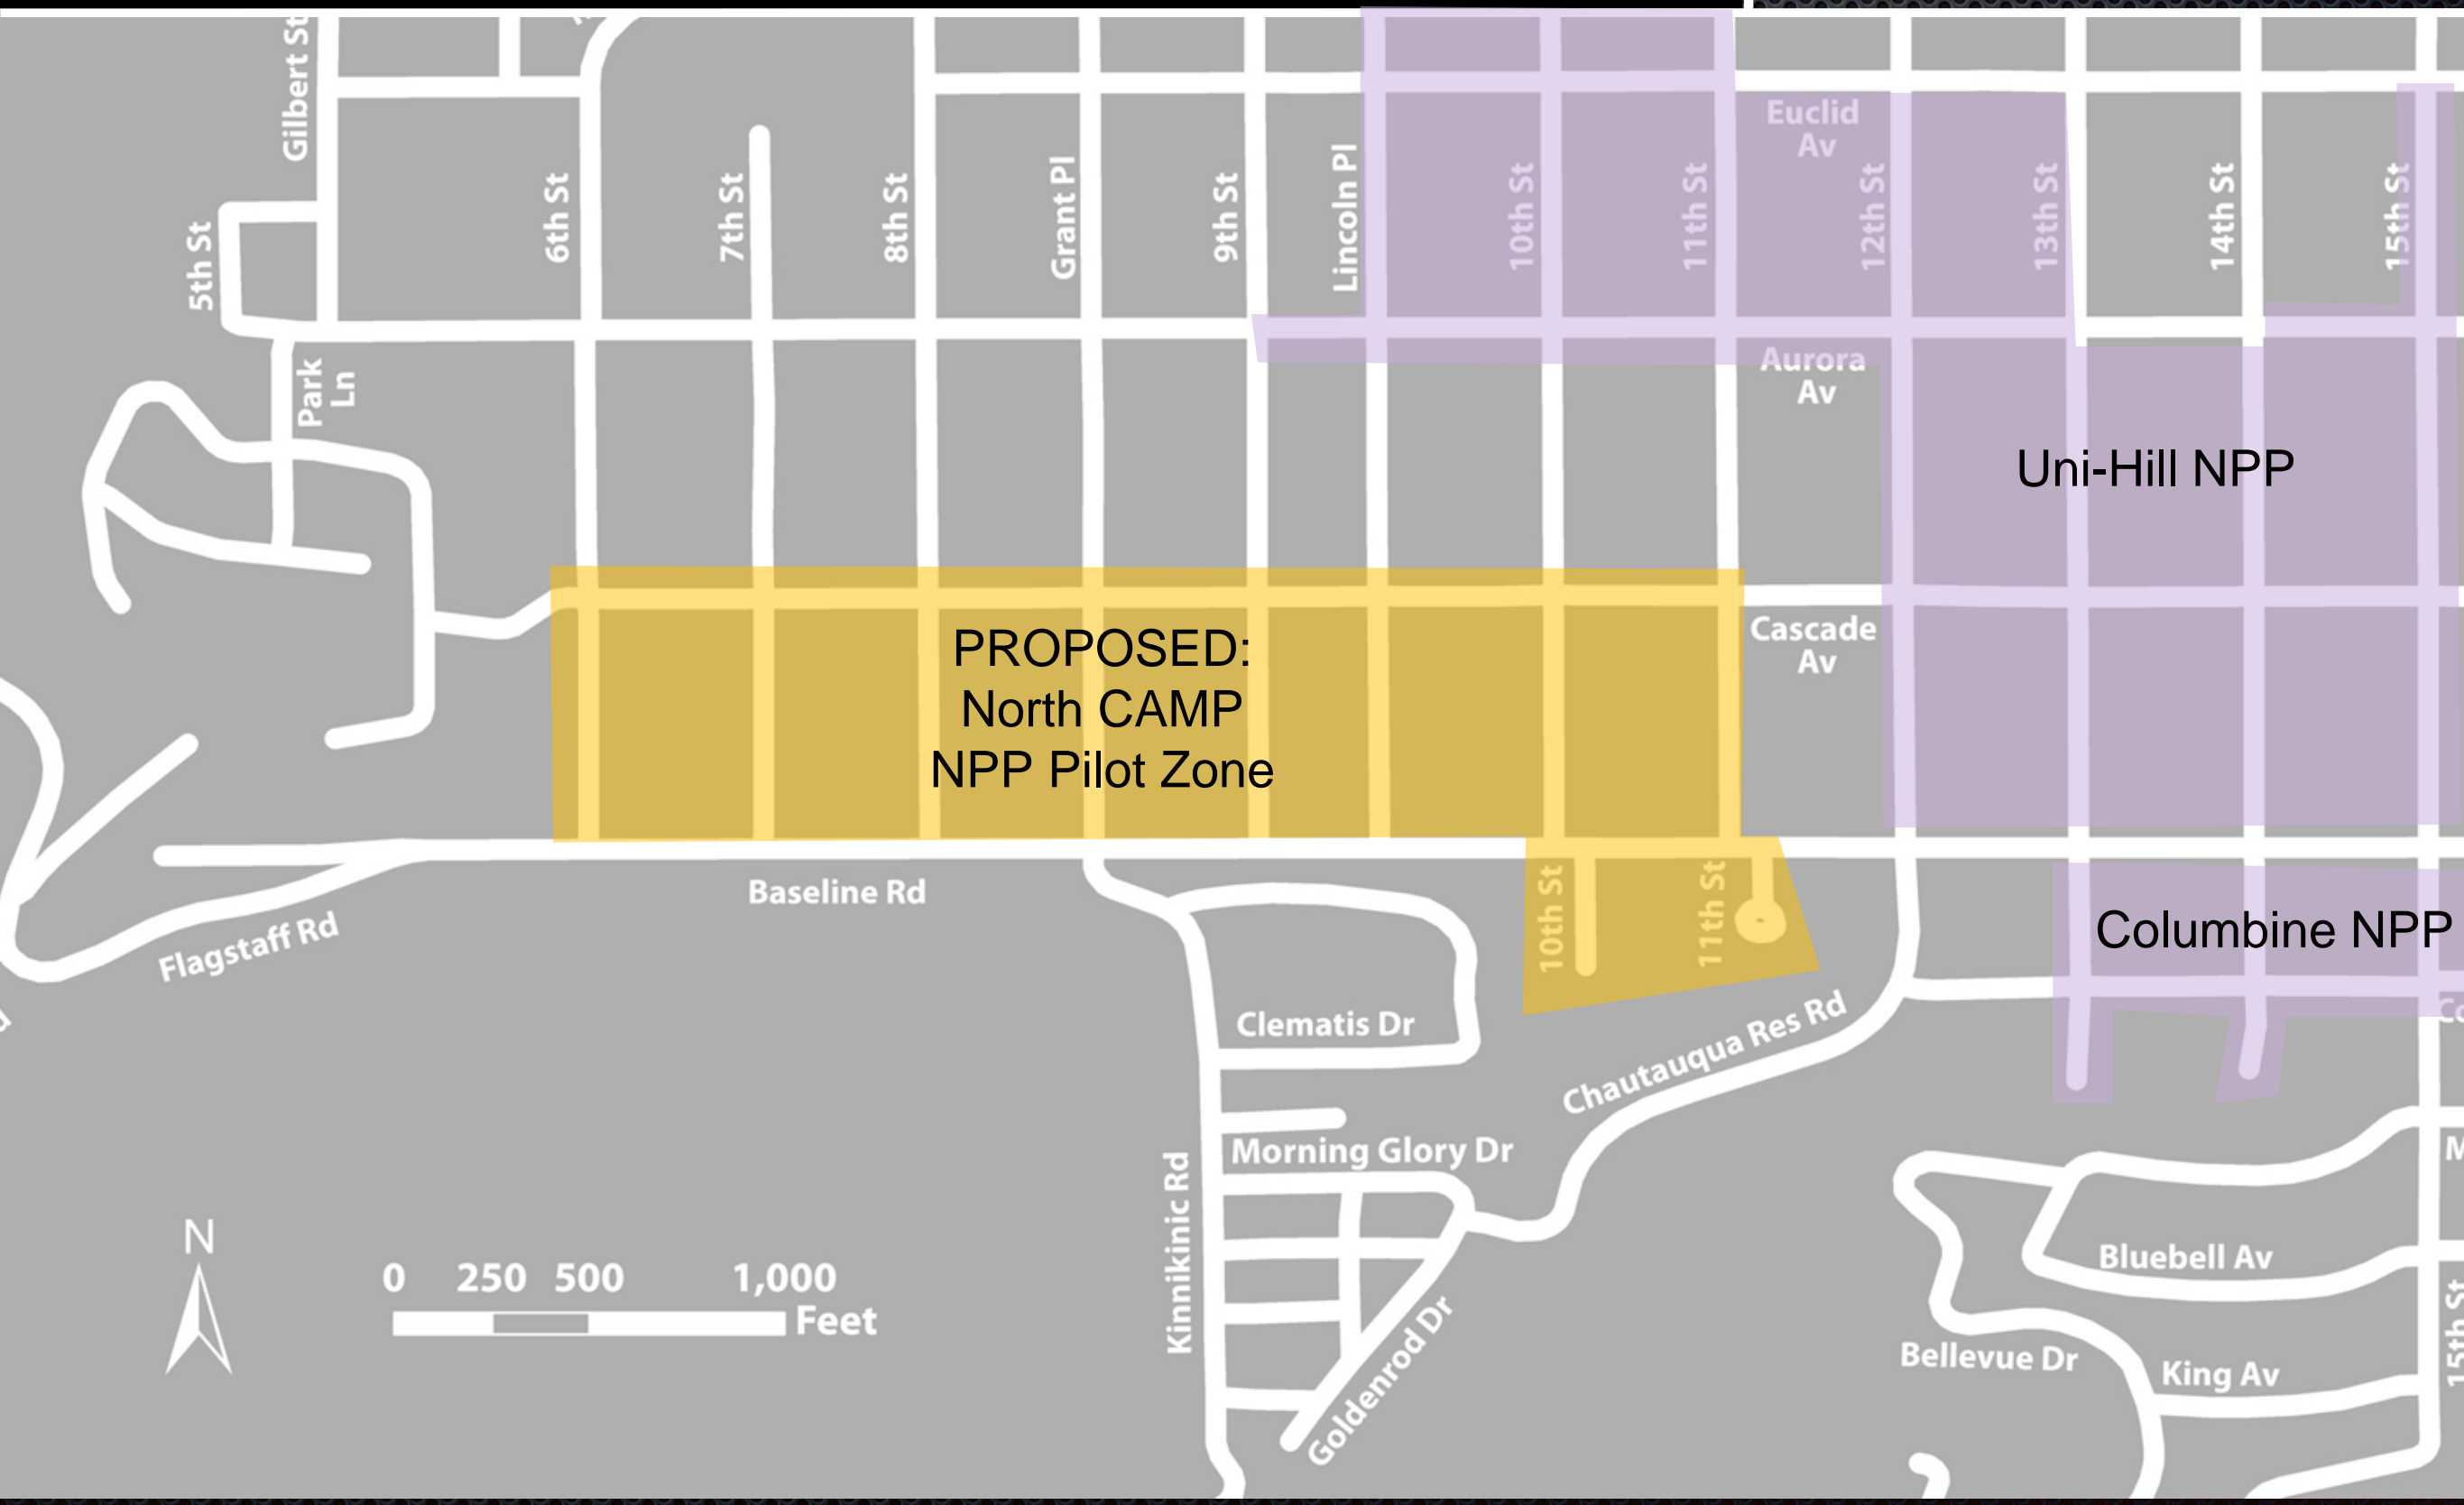 Gilbert St
Euclid
Av
5th St
6th St
7th St
8th St
Grant Pl
9th St
Lincoln Pl
10th St
11th St
12th St
13th St
14th St
15th St
Park
Ln
Aurora
Av
Uni-Hill NPP
PROPOSED:
North CAMP
NPP Pilot Zone
Cascade
Av
Baseline Rd
Flagstaff Rd
10th St
11th St
Columbine NPP
Clematis Dr
Chautauqua Res Rd
Morning Glory Dr
Kinnikinic Rd
Goldenrod Dr
Bluebell Av
Bellevue Dr
King Av
15th St
N
0 250 500 1,000
Feet